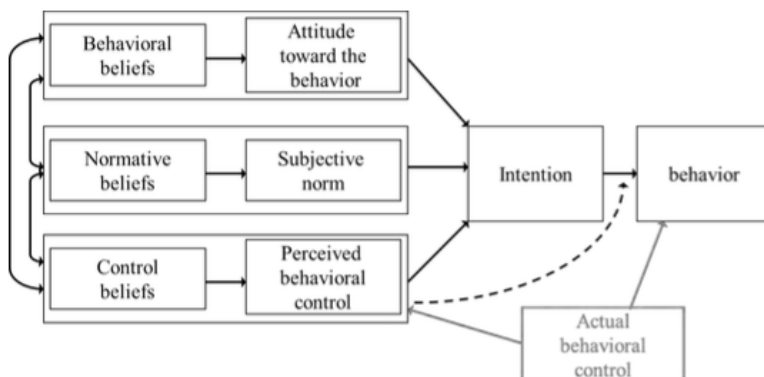 Behavioral
beliefs
Attitude
toward the
behavior
Normative
beliefs
Subjective
norm
Intention
behavior
Control
beliefs
Perceived
behavioral
control
Actual
behavioral
control